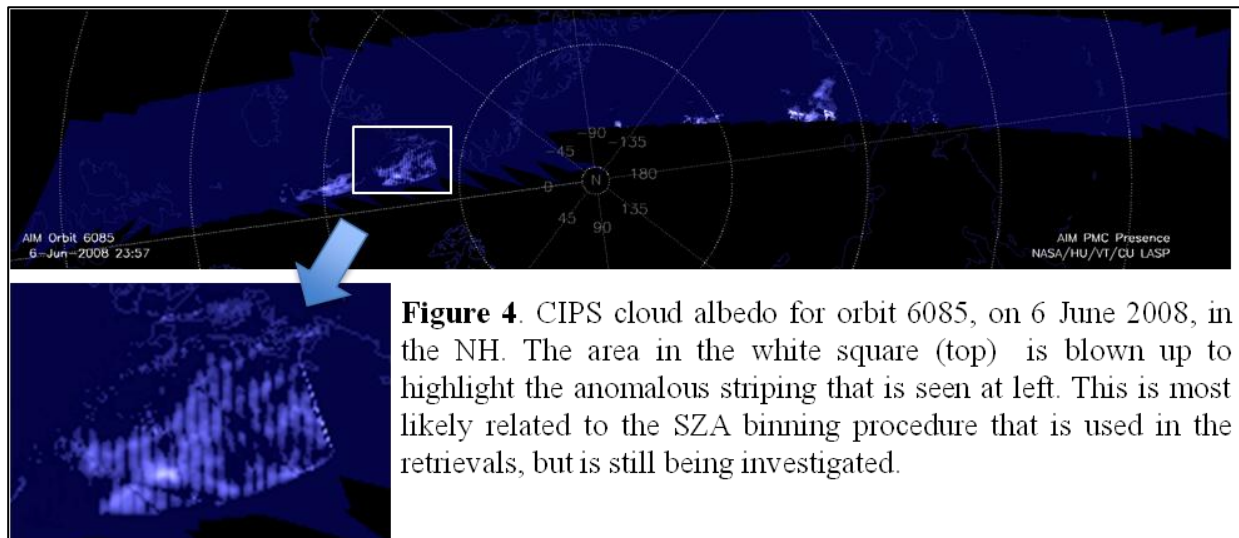 -90
-45 -135
0 N 180
45 135
90
AIM Orbit 6085
6-Jun-2008 23:57
AIM PMC Presence
NASA/HU/VT/CU LASP
Figure 4. CIPS cloud albedo for orbit 6085, on 6 June 2008, in
the NH. The area in the white square (top) is blown up to
highlight the anomalous striping that is seen at left. This is most
likely related to the SZA binning procedure that is used in the
retrievals, but is still being investigated.